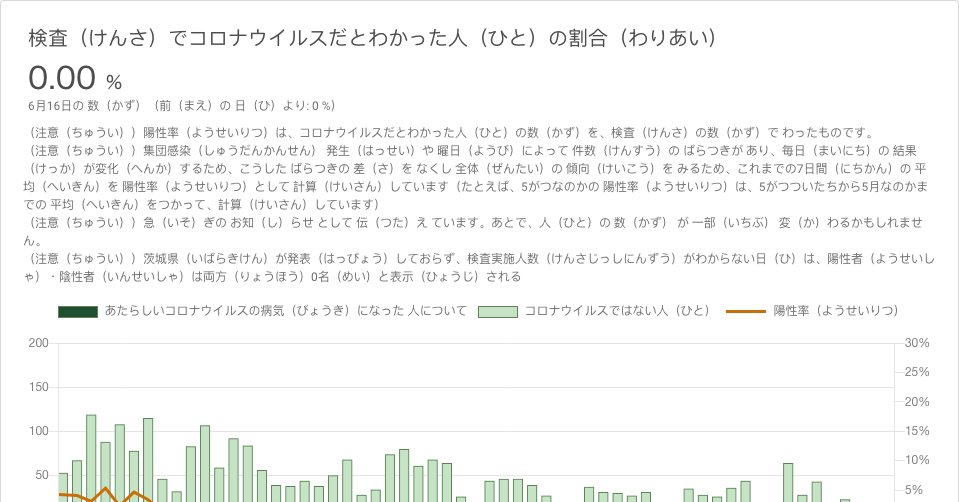 検査（けんさ）でコロナウイルスだとわかった人（ひと）の割合（わりあい）
0.00 %
6月16日の 数（かず）（前（まえ）の 日（ひ）より: 0 %）
（注意（ちゅうい））陽性率（ようせいりつ）は、コロナウイルスだとわかった人（ひと）の数（かず）を、検査（けんさ）の数（かず）で わったものです。
（注意（ちゅうい））集団感染（しゅうだんかんせん） 発生（はっせい）や 曜日（ようび）によって 件数（けんすう）の ばらつきが あり、毎日（まいにち）の 結果
（けっか）が変化（へんか）するため、こうした ばらつきの 差（さ）を なくし 全体（ぜんたい）の 傾向（けいこう）を みるため、これまでの7日間（にちかん）の 平
均（へいきん）を 陽性率（ようせいりつ）として 計算（けいさん）しています（たとえば、5がつなのかの 陽性率（ようせいりつ）は、5がつついたちから5月なのかま
での 平均（へいきん）をつかって、計算（けいさん）しています）
（注意（ちゅうい））急（いそ）ぎの お知（し）らせ として 伝（つた）え ています。あとで、人（ひと）の 数（かず） が 一部（いちぶ） 変（か）わるかもしれませ
ん。
（注意（ちゅうい））茨城県（いばらきけん）が発表（はっぴょう）しておらず、検査実施人数（けんさじっしにんずう）がわからない日（ひ）は、陽性者（ようせいし
ゃ）・陰性者（いんせいしゃ）は両方（りょうほう）0名（めい）と表示（ひょうじ）される
あたらしいコロナウイルスの病気（びょうき）になった 人について コロナウイルスではない人（ひと） 陽性率（ようせいりつ）
200 30%
25%
150
20%
100 15%
50 10%
5%